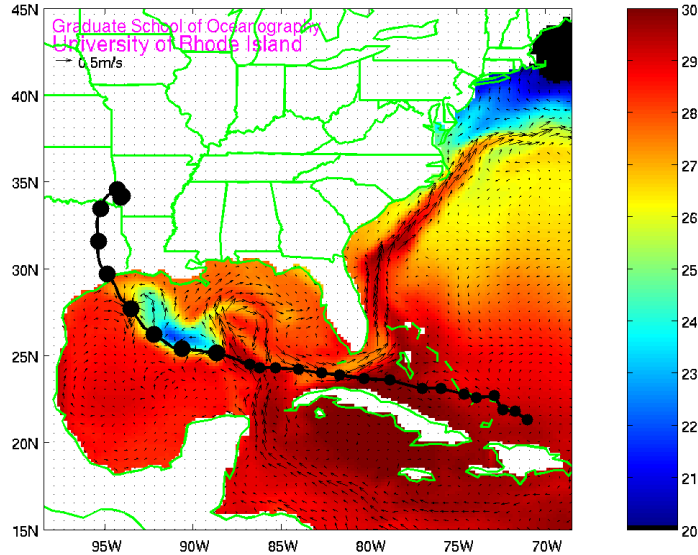 45N
Graduate School of Oceanography
University of Rhode Island
0.5m/s
40N
35N
30N
25N
20N
15N
95W 90W 85W 80W 75W 70W
30
29
28
27
26
25
24
23
22
21
20